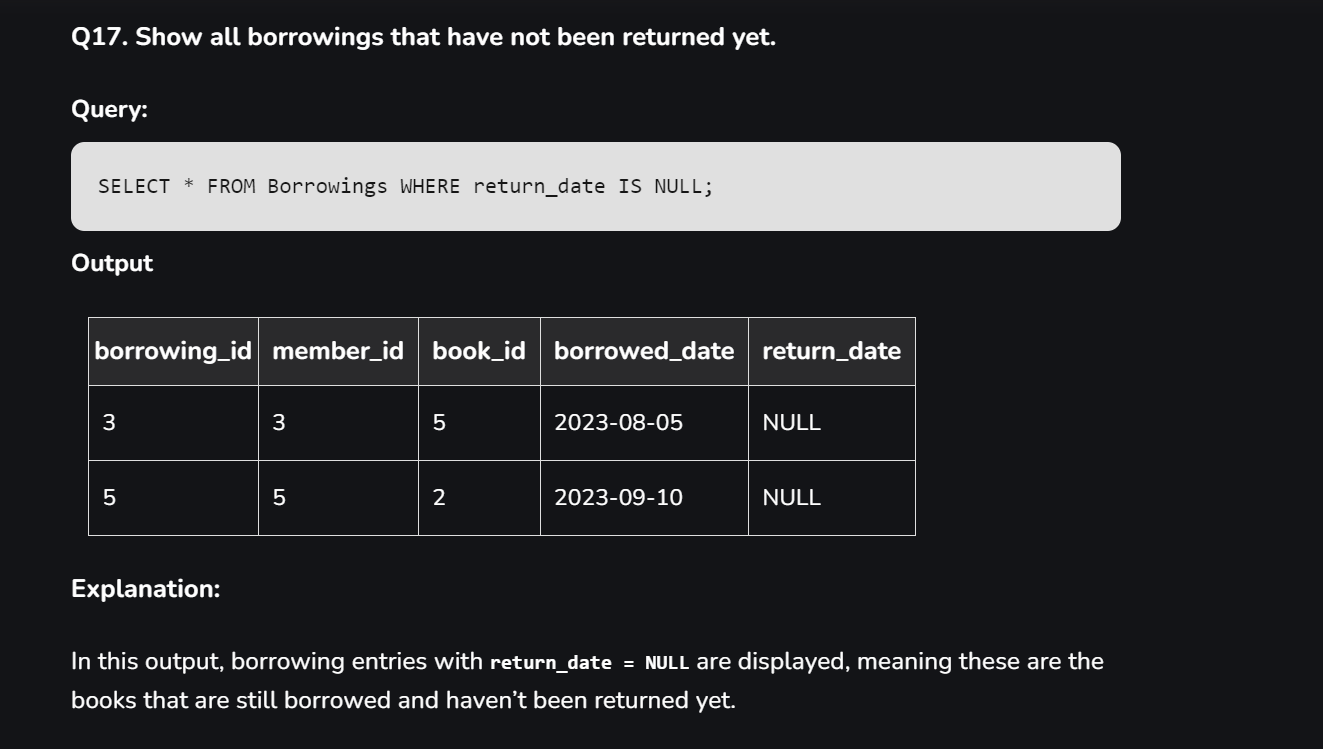 Q17. Show all borrowings that have not been returned yet.
Query:
SELECT * FROM Borrowings WHERE return_date IS NULL;
Output
borrowing_id member_id book_id borrowed_date return_date
3 3 5 2023-08-05 NULL
5 5 2 2023-09-10 NULL
Explanation:
In this output, borrowing entries with return_date = NULL are displayed, meaning these are the
books that are still borrowed and haven’t been returned yet.